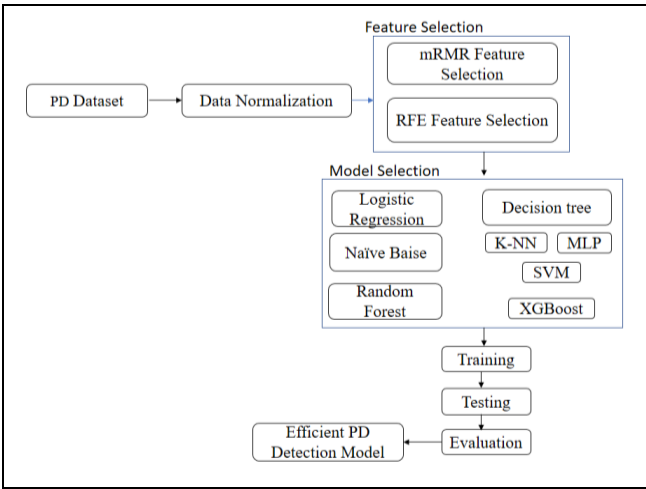 Feature Selection
mRMR Feature
Selection
PD Dataset
Data Normalization
RFE Feature Selection
Model Selection
Logistic
Regression
Decision tree
Naïve Baise
K-NN
MLP
SVM
Random
Forest
XGBoost
Training
Testing
Efficient PD
Detection Model
Evaluation